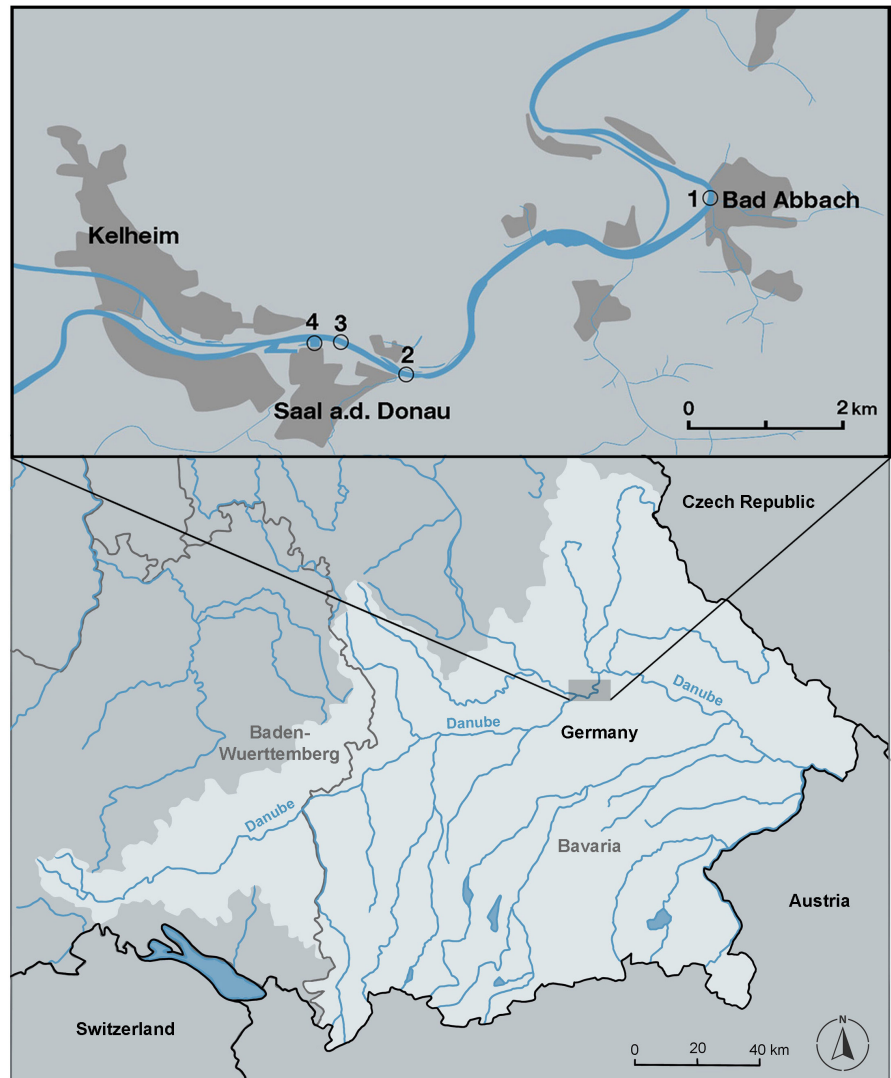 1 Bad Abbach
Kelheim
4
3
2
Saal a.d. Donau
0
2 km
Czech Republic
Danube
Danube
Germany
Baden-
Wuerttemberg
Danube
Bavaria
Austria
Switzerland
N
0
20
40 km